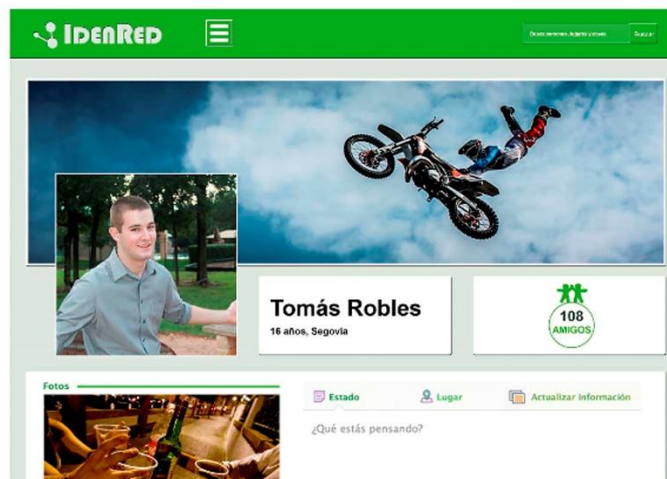 IDENRED
Buscar
Tomás Robles
16 años, Segovia
108
AMIGOS
Fotos
Estado
Lugar
Actualizar información
¿Qué estás pensando?